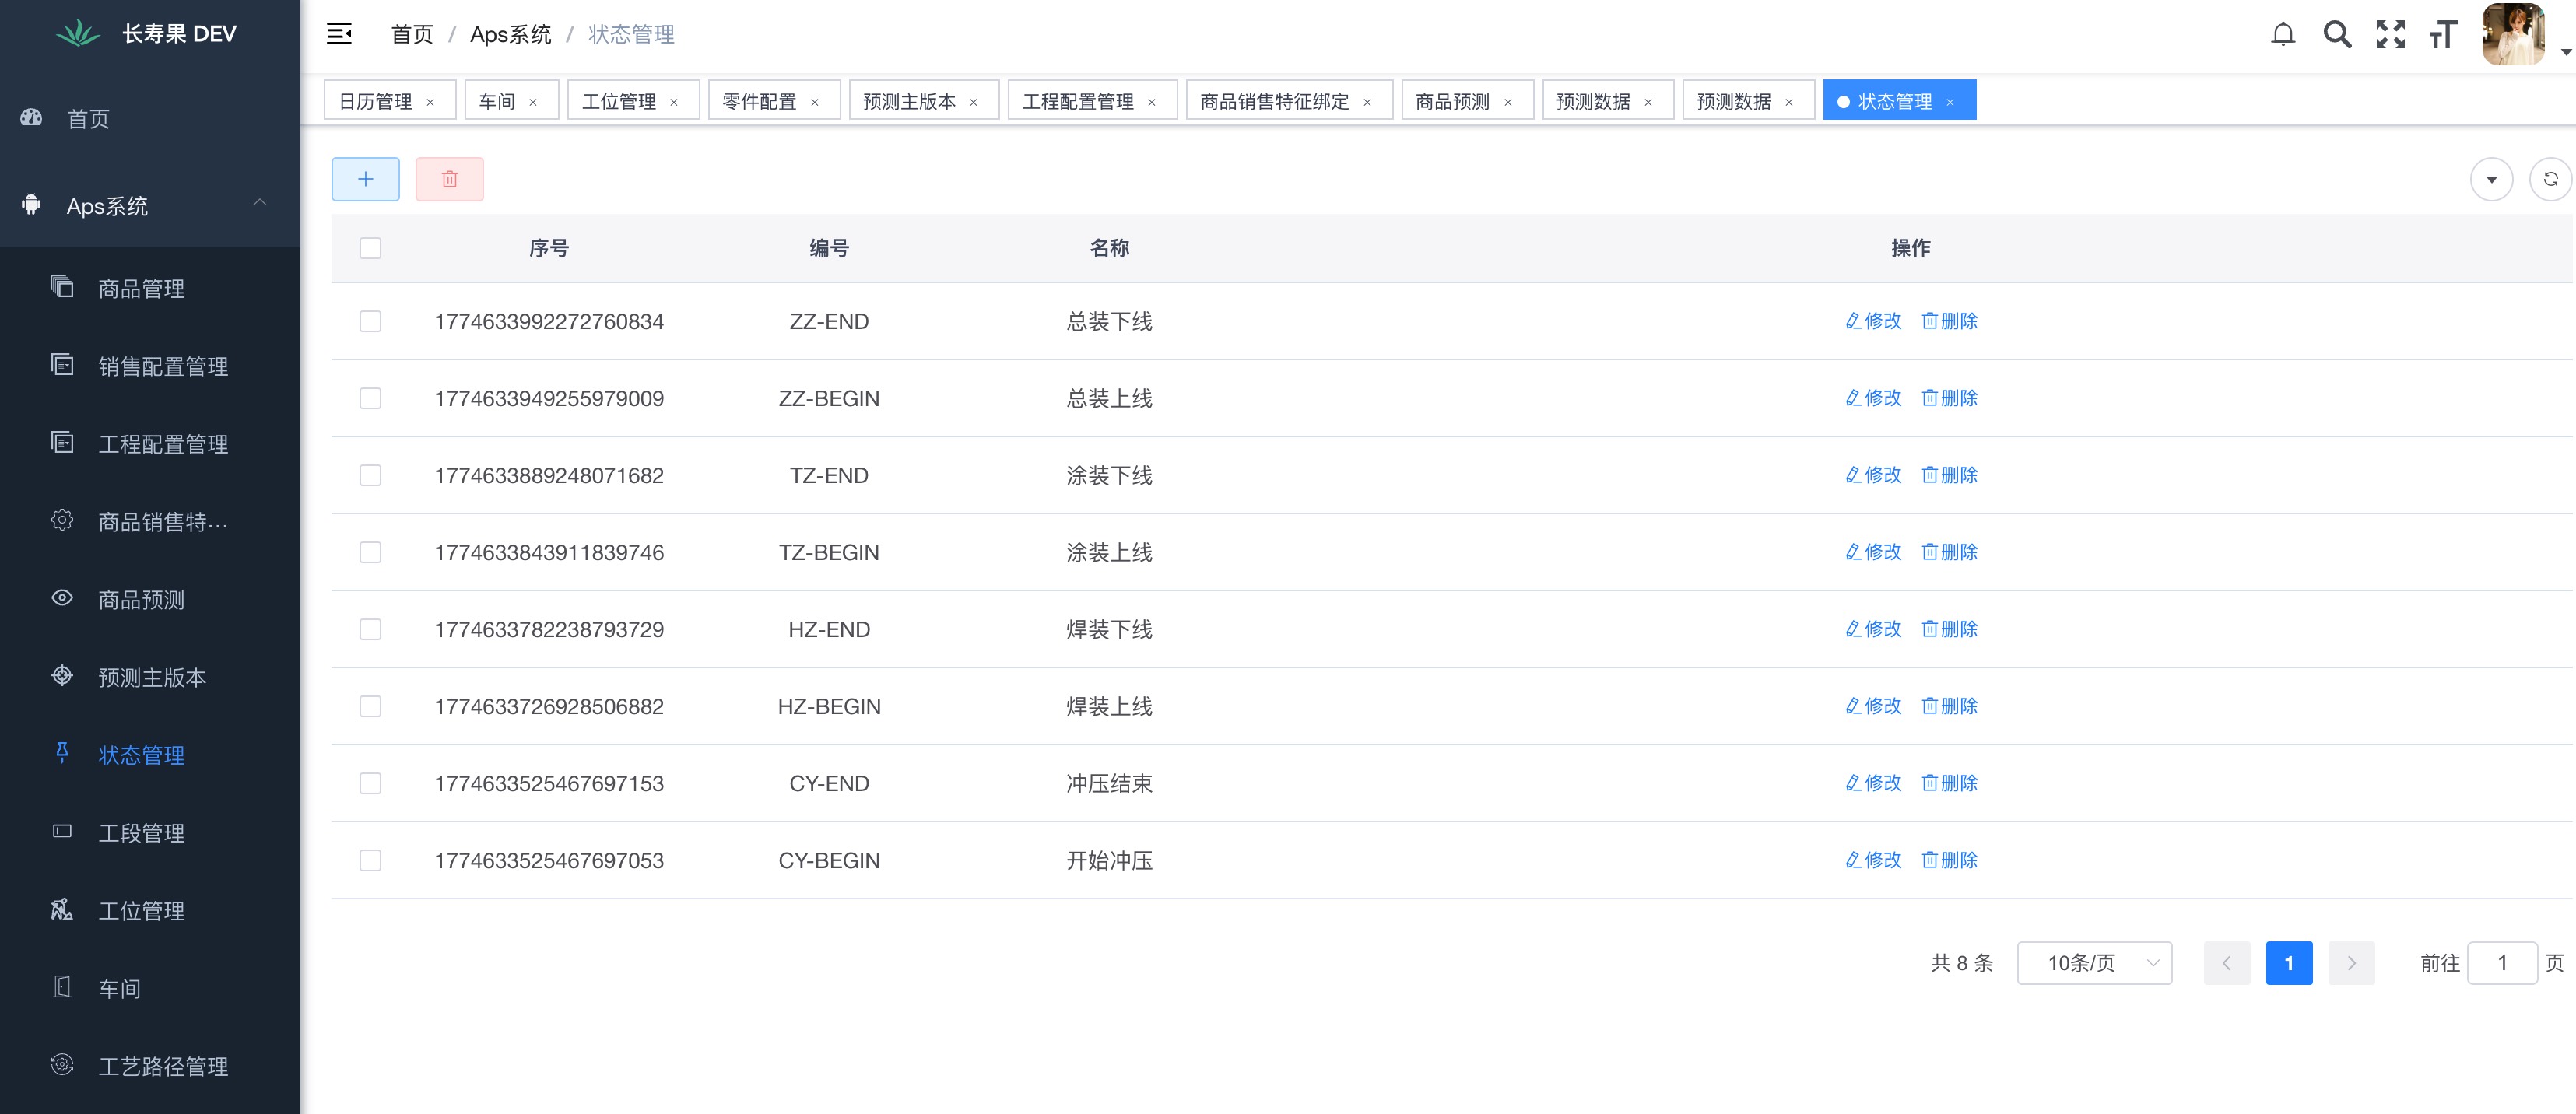 长寿果 DEV
首页 / Aps系统 / 状态管理
日历管理 ×
车间 ×
工位管理 ×
零件配置 ×
预测主版本 ×
工程配置管理 ×
商品销售特征绑定 ×
商品预测 ×
预测数据 ×
预测数据 ×
状态管理 ×
首页
Aps系统
商品管理
销售配置管理
工程配置管理
商品销售特...
商品预测
预测主版本
状态管理
工段管理
工位管理
车间
工艺路径管理
序号 编号 名称 操作
1774633992272760834 ZZ-END 总装下线 修改 删除
1774633949255979009 ZZ-BEGIN 总装上线 修改 删除
1774633889248071682 TZ-END 涂装下线 修改 删除
1774633843911839746 TZ-BEGIN 涂装上线 修改 删除
1774633782238793729 HZ-END 焊装下线 修改 删除
1774633726928506882 HZ-BEGIN 焊装上线 修改 删除
1774633525467697153 CY-END 冲压结束 修改 删除
1774633525467697053 CY-BEGIN 开始冲压 修改 删除
共 8 条 10条/页 1 前往 1 页